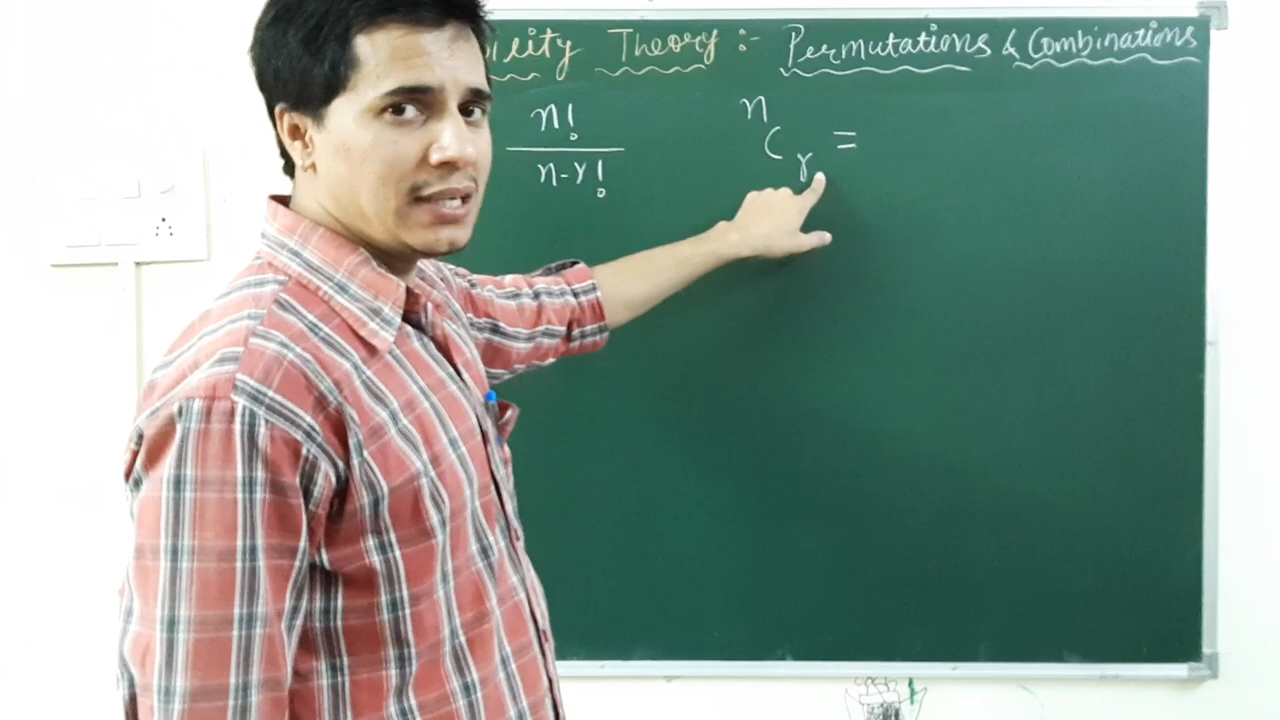 ility Theory :- Permutations & Combinations
n!
n-r!
n
C
r
=